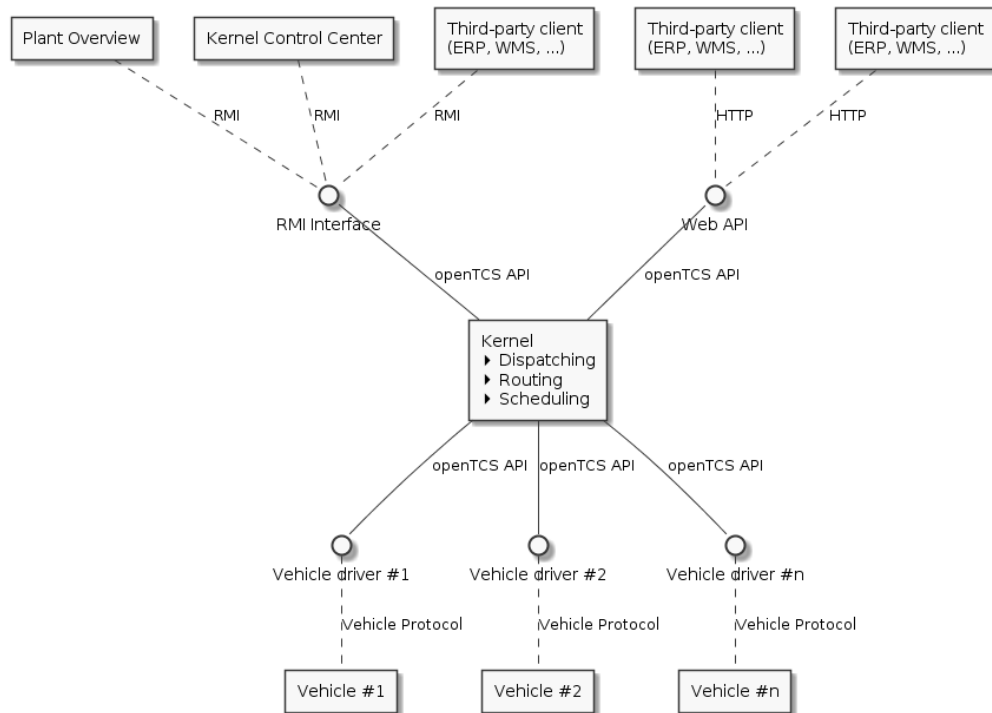 Plant Overview
Kernel Control Center
Third-party client
(ERP, WMS, ...)
Third-party client
(ERP, WMS, ...)
Third-party client
(ERP, WMS, ...)
RMI
RMI
RMI
HTTP
HTTP
RMI Interface
Web API
openTCS API
openTCS API
Kernel
Dispatching
Routing
Scheduling
openTCS API
openTCS API
openTCS API
Vehicle driver #1
Vehicle driver #2
Vehicle driver #n
Vehicle Protocol
Vehicle Protocol
Vehicle Protocol
Vehicle #1
Vehicle #2
Vehicle #n